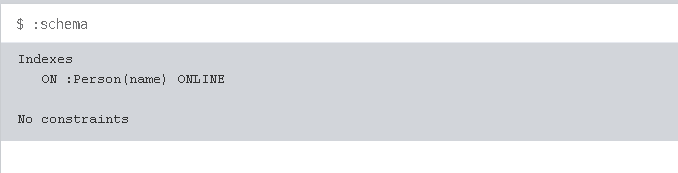 $ :schema
Indexes
ON :Person(name) ONLINE
No constraints